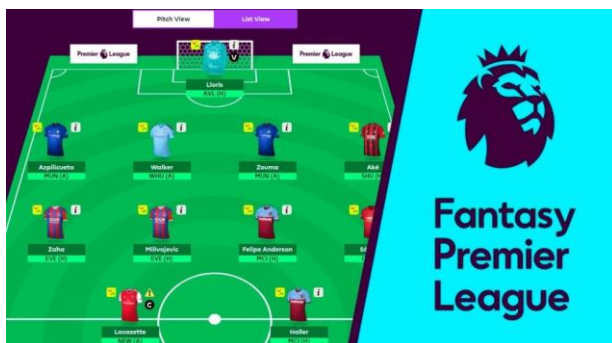 Pitch View
List View
Premier League
Premier League
V
Lloris
AVL (H)
Azpilicueta
MUN (A)
Walker
WHU (A)
Zouma
MUN (A)
Aké
SHU (H
Zaha
EVE (H)
Milivojevic
EVE (H)
Felipe Anderson
MCI (H)
C
Lacazette
NEW (A)
Haller
MCI (H)
Fantasy
Premier
League